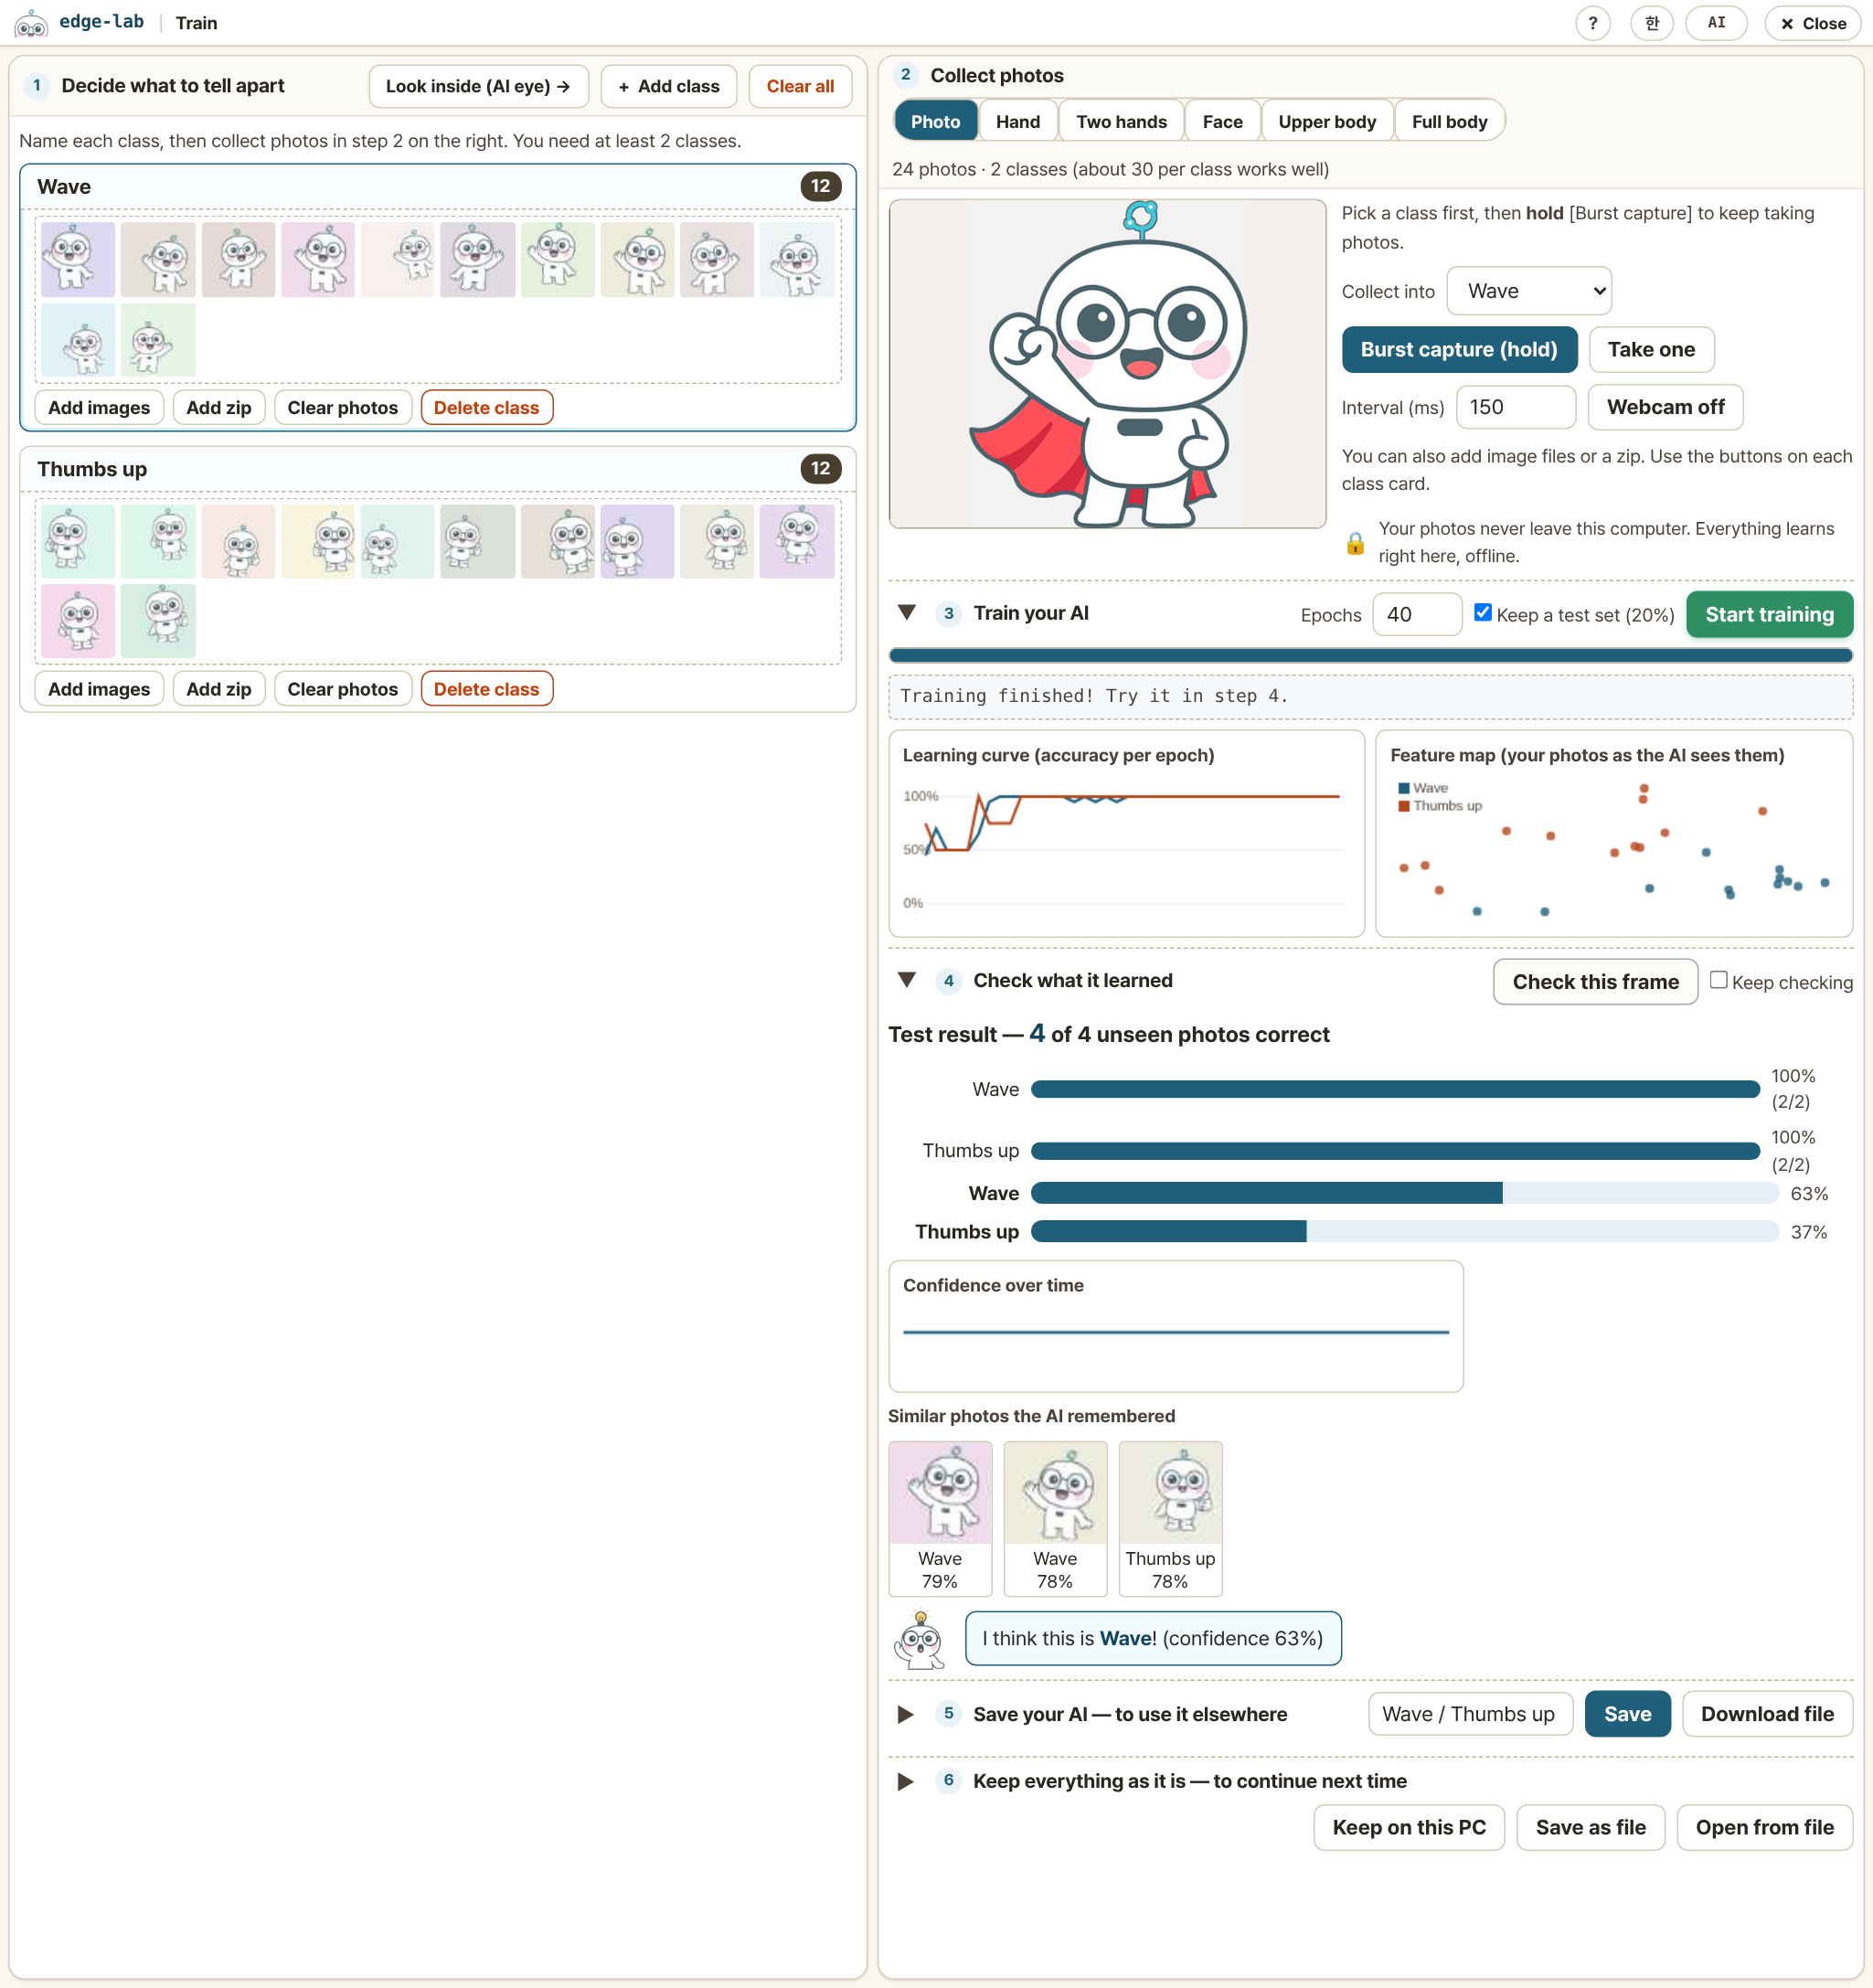 edge-lab
Train
?
한
AI
× Close
1 Decide what to tell apart
Look inside (AI eye) →
+ Add class
Clear all
Name each class, then collect photos in step 2 on the right. You need at least 2 classes.
Wave
12
Add images
Add zip
Clear photos
Delete class
Thumbs up
12
Add images
Add zip
Clear photos
Delete class
2 Collect photos
Photo
Hand
Two hands
Face
Upper body
Full body
24 photos · 2 classes (about 30 per class works well)
Pick a class first, then hold [Burst capture] to keep taking
photos.
Collect into Wave
Burst capture (hold)
Take one
Interval (ms) 150
Webcam off
You can also add image files or a zip. Use the buttons on each
class card.
Your photos never leave this computer. Everything learns
right here, offline.
3 Train your AI
Epochs 40
Keep a test set (20%)
Start training
Training finished! Try it in step 4.
Learning curve (accuracy per epoch)
100%
50%
0%
Feature map (your photos as the AI sees them)
Wave
Thumbs up
4 Check what it learned
Check this frame
Keep checking
Test result — 4 of 4 unseen photos correct
Wave 100%
(2/2)
Thumbs up 100%
(2/2)
Wave 63%
Thumbs up 37%
Confidence over time
Similar photos the AI remembered
Wave
79%
Wave
78%
Thumbs up
78%
I think this is Wave! (confidence 63%)
5 Save your AI — to use it elsewhere
Wave / Thumbs up
Save
Download file
6 Keep everything as it is — to continue next time
Keep on this PC
Save as file
Open from file